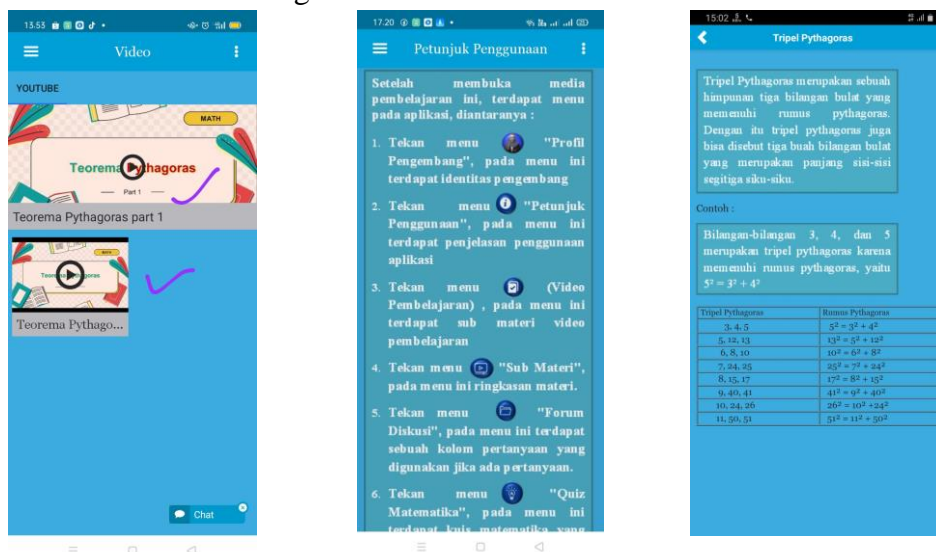 13.53
Video
YOUTUBE
MATH
Teorema Pythagoras
Part 1
Teorema Pythagoras part 1
Teorema Pythagoras
Teorema Pythago...
Chat
17.20
Petunjuk Penggunaan
Setelah membuka media
pembelajaran ini, terdapat menu
pada aplikasi, diantaranya :
1. Tekan menu "Profil
Pengembang", pada menu ini
terdapat identitas pengembang
2. Tekan menu "Petunjuk
Penggunaan", pada menu ini
terdapat penjelasan penggunaan
aplikasi
3. Tekan menu (Video
Pembelajaran) , pada menu ini
terdapat sub materi video
pembelajaran
4. Tekan menu "Sub Materi",
pada menu ini ringkasan materi.
5. Tekan menu "Forum
Diskusi", pada menu ini terdapat
sebuah kolom pertanyaan yang
digunakan jika ada pertanyaan.
6. Tekan menu "Quiz
Matematika", pada menu ini
terdapat kuis matematika yang
15:02
Tripel Pythagoras
Tripel Pythagoras merupakan sebuah
himpunan tiga bilangan bulat yang
memenuhi rumus pythagoras.
Dengan itu tripel pythagoras juga
bisa disebut tiga buah bilangan bulat
yang merupakan panjang sisi-sisi
segitiga siku-siku.
Contoh :
Bilangan-bilangan 3, 4, dan 5
merupakan tripel pythagoras karena
memenuhi rumus pythagoras, yaitu
5² = 3² + 4²
Tripel Pythagoras Rumus Pythagoras
3, 4, 5 5² = 3² + 4²
5, 12, 13 13² = 5² + 12²
6, 8, 10 10² = 6² + 8²
7, 24, 25 25² = 7² + 24²
8, 15, 17 17² = 8² + 15²
9, 40, 41 41² = 9² + 40²
10, 24, 26 26² = 10² +24²
11, 50, 51 51² = 11² + 50²